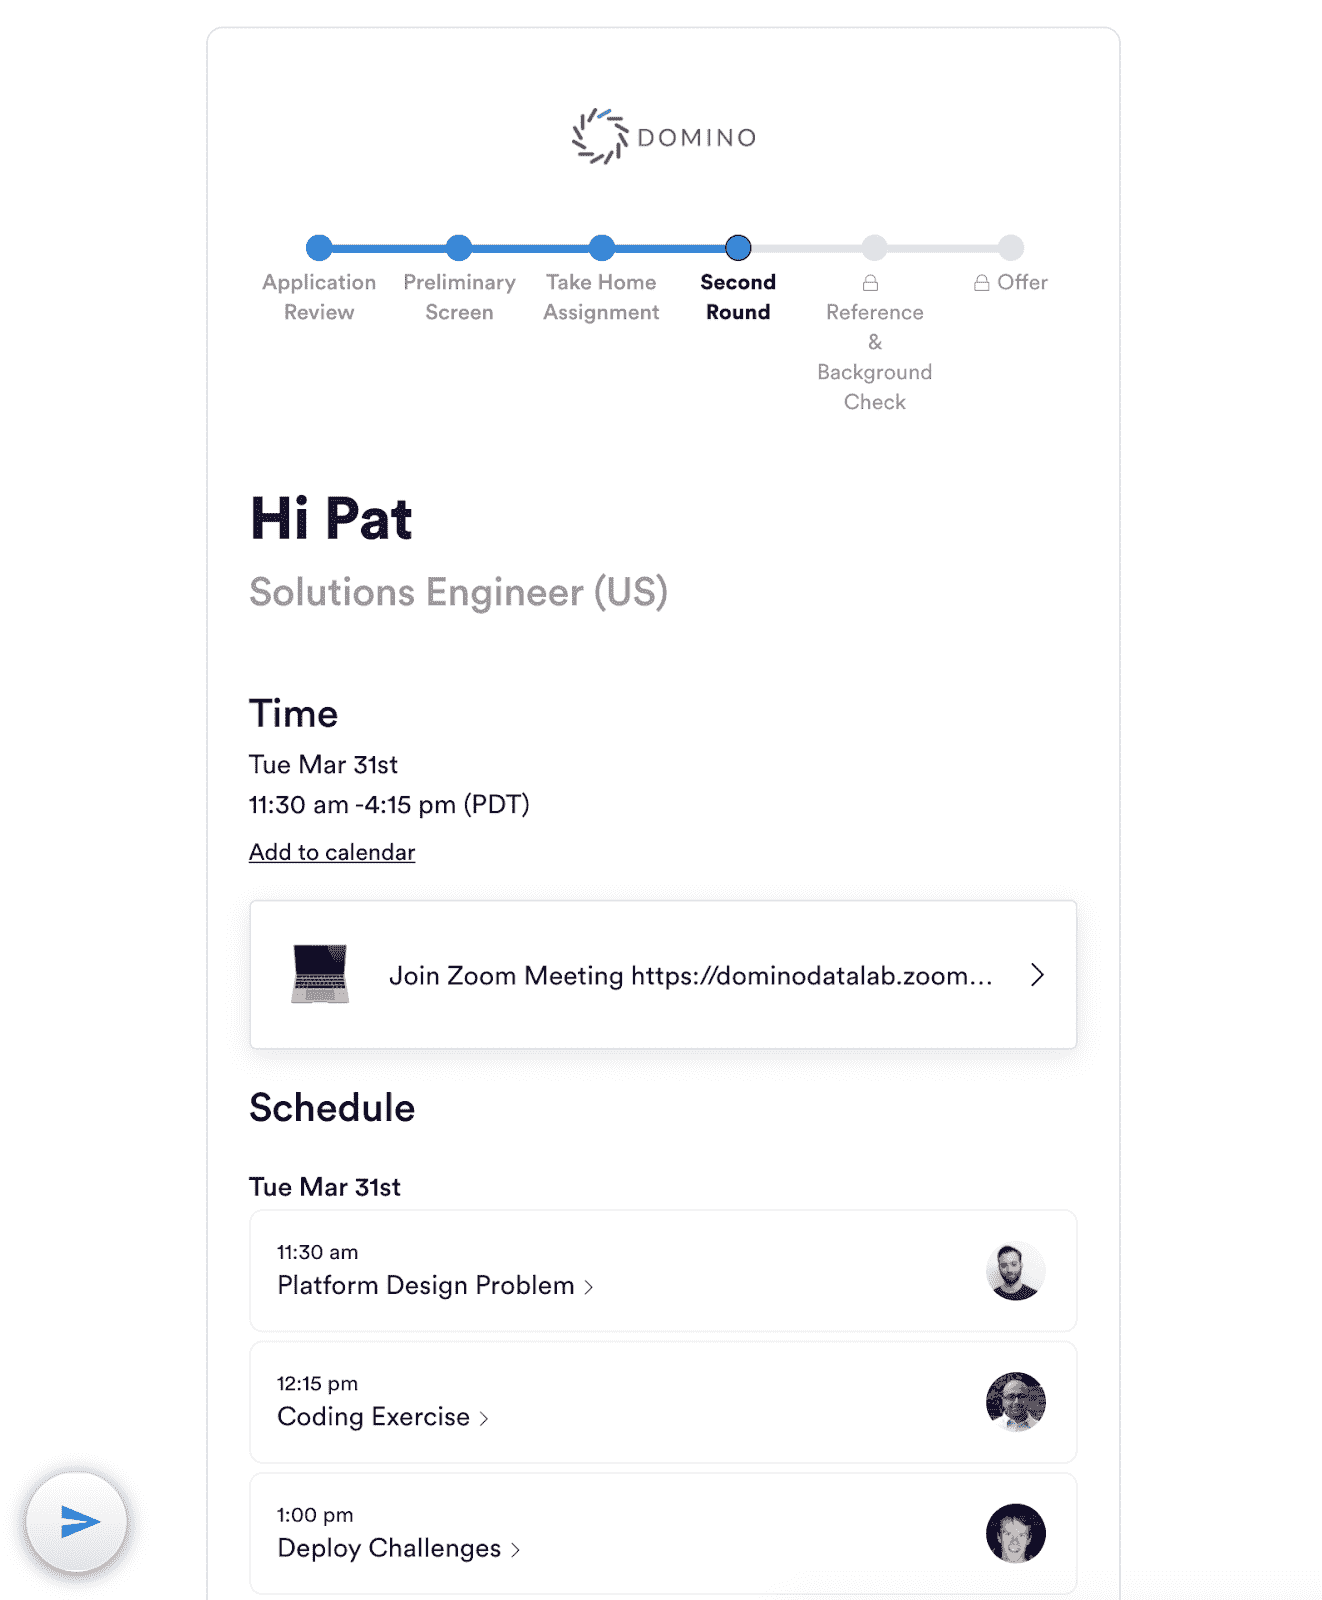 DOMINO
Application
Review
Preliminary
Screen
Take Home
Assignment
Second
Round
Reference
&
Background
Check
Offer
Hi Pat
Solutions Engineer (US)
Time
Tue Mar 31st
11:30 am -4:15 pm (PDT)
Add to calendar
Join Zoom Meeting https://dominodatalab.zoom...
Schedule
Tue Mar 31st
11:30 am
Platform Design Problem
12:15 pm
Coding Exercise
1:00 pm
Deploy Challenges